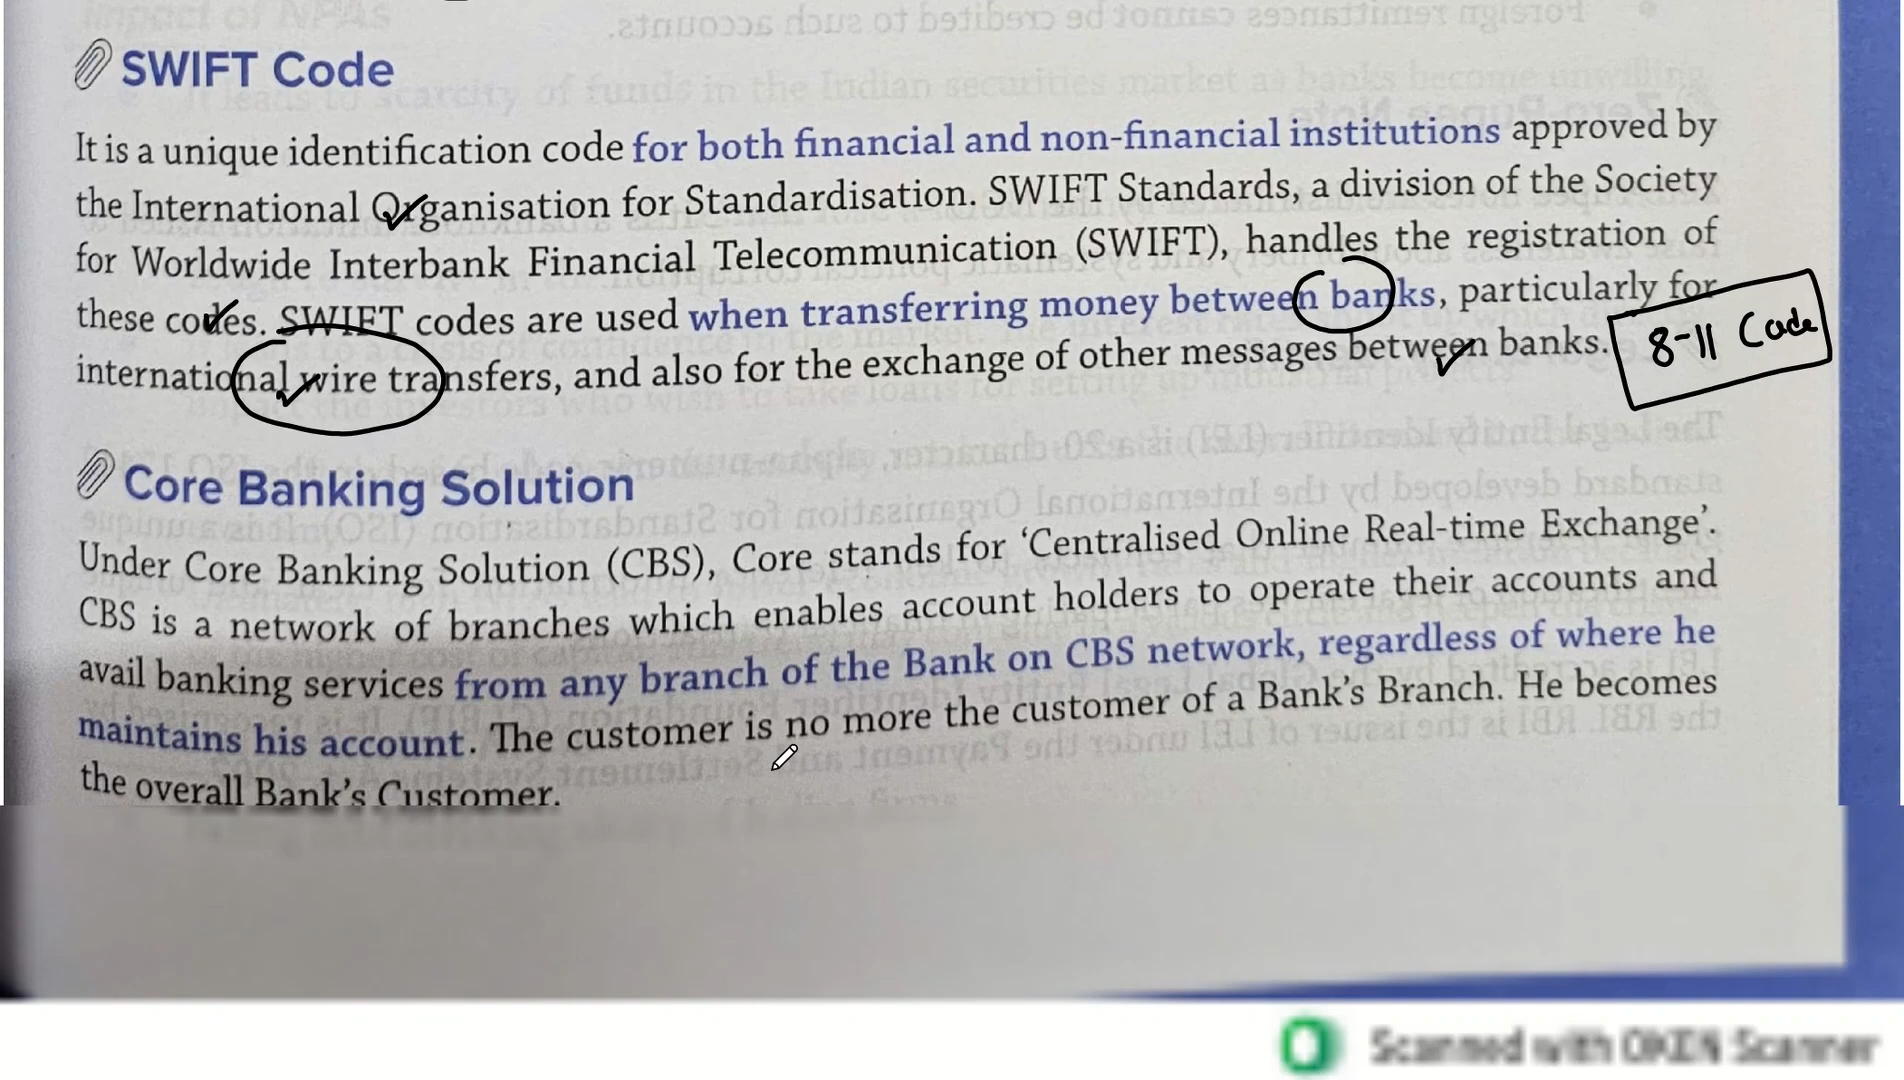 SWIFT Code
It is a unique identification code for both financial and non-financial institutions approved by
the International Organisation for Standardisation. SWIFT Standards, a division of the Society
for Worldwide Interbank Financial Telecommunication (SWIFT), handles the registration of
these codes. SWIFT codes are used when transferring money between banks, particularly for
international wire transfers, and also for the exchange of other messages between banks.
8-11 Code
Core Banking Solution
Under Core Banking Solution (CBS), Core stands for ‘Centralised Online Real-time Exchange’.
CBS is a network of branches which enables account holders to operate their accounts and
avail banking services from any branch of the Bank on CBS network, regardless of where he
maintains his account. The customer is no more the customer of a Bank’s Branch. He becomes
the overall Bank’s Customer.
Scanned with OKEN Scanner